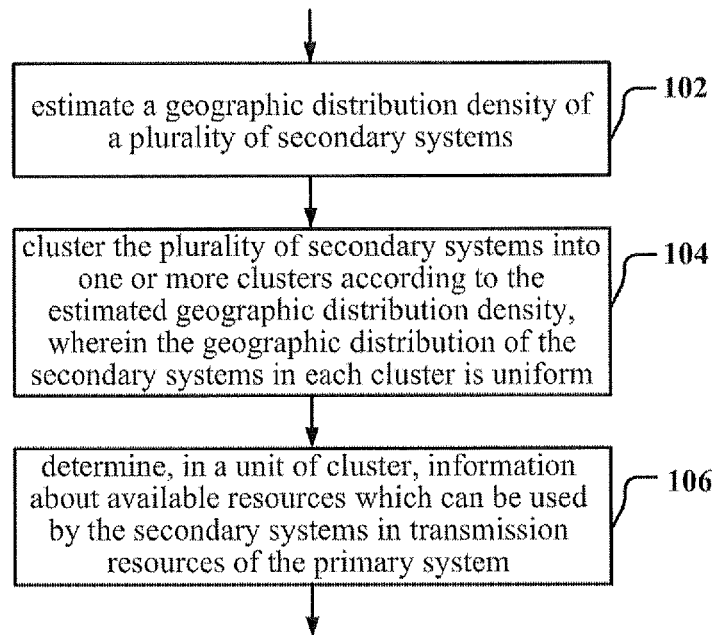 estimate a geographic distribution density of
a plurality of secondary systems
102
cluster the plurality of secondary systems into
one or more clusters according to the
estimated geographic distribution density,
wherein the geographic distribution of the
secondary systems in each cluster is uniform
104
determine, in a unit of cluster, information
about available resources which can be used
by the secondary systems in transmission
resources of the primary system
106